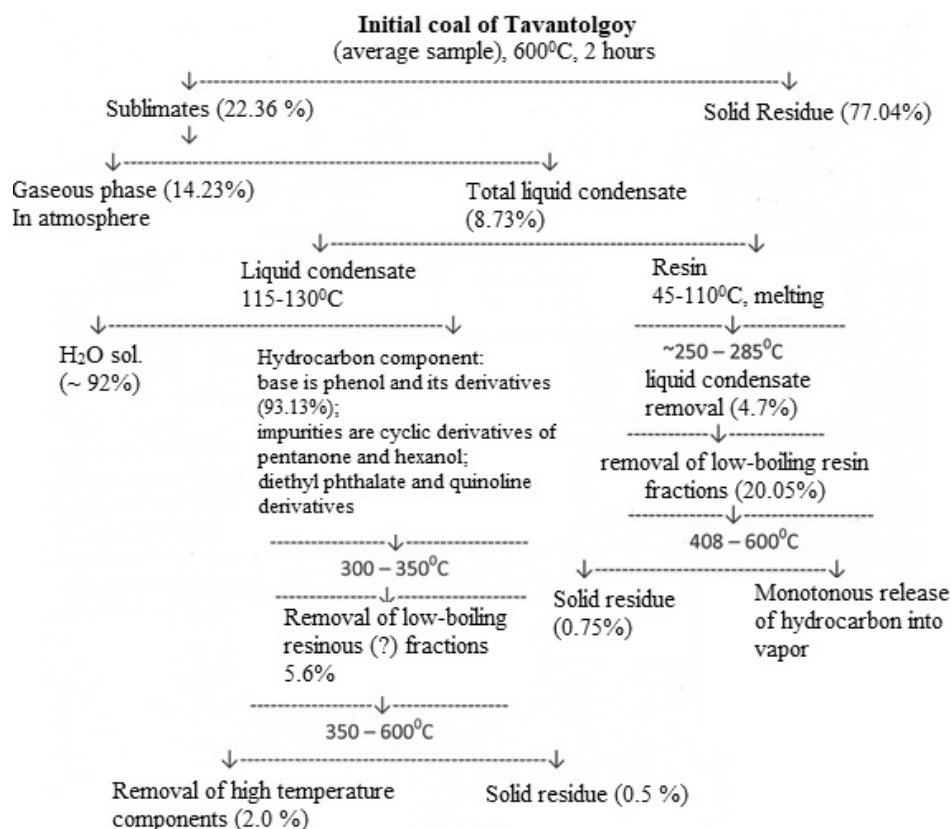 Initial coal of Tavantolgoy
(average sample), 600⁰C, 2 hours
Sublimates (22.36 %)
Solid Residue (77.04%)
Gaseous phase (14.23%)
In atmosphere
Total liquid condensate
(8.73%)
Liquid condensate
115-130⁰C
Resin
45-110⁰C, melting
H₂O sol.
(~ 92%)
Hydrocarbon component:
base is phenol and its derivatives
(93.13%);
impurities are cyclic derivatives of
pentanone and hexanol;
diethyl phthalate and quinoline
derivatives
~250 – 285⁰C
liquid condensate
removal (4.7%)
removal of low-boiling resin
fractions (20.05%)
408 – 600⁰C
300 – 350⁰C
Solid residue
(0.75%)
Monotonous release
of hydrocarbon into
vapor
Removal of low-boiling
resinous (?) fractions
5.6%
350 – 600⁰C
Removal of high temperature
components (2.0 %)
Solid residue (0.5 %)